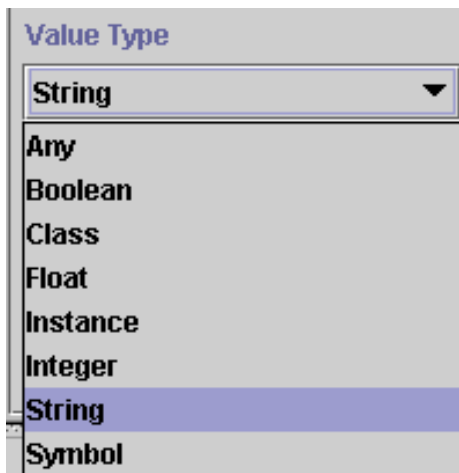 Value Type
String
Any
Boolean
Class
Float
Instance
Integer
String
Symbol